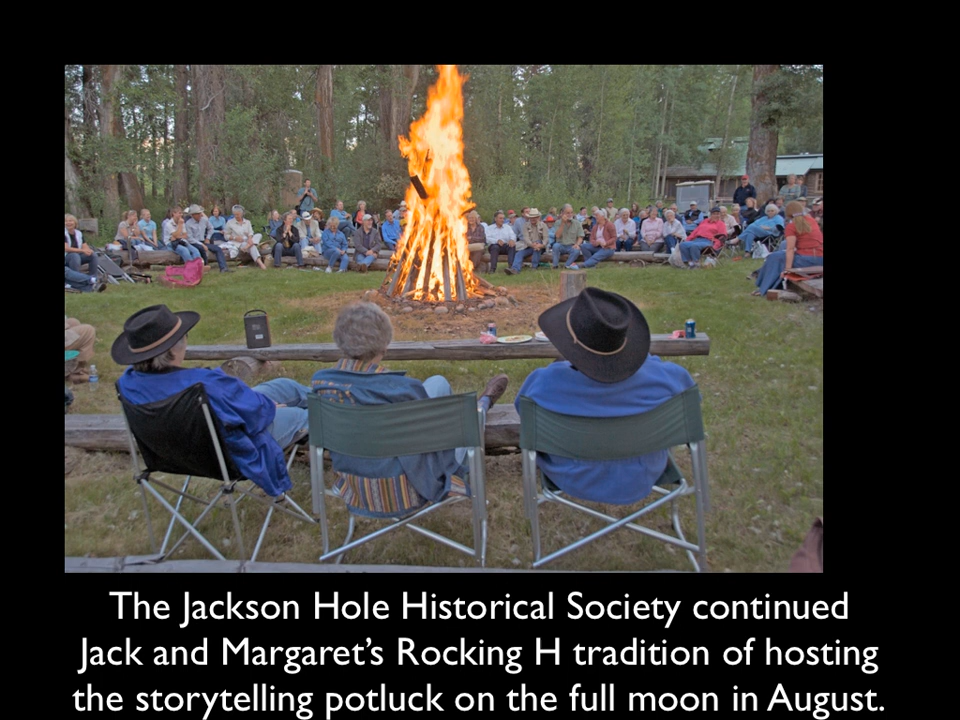 The Jackson Hole Historical Society continued
Jack and Margaret’s Rocking H tradition of hosting
the storytelling potluck on the full moon in August.